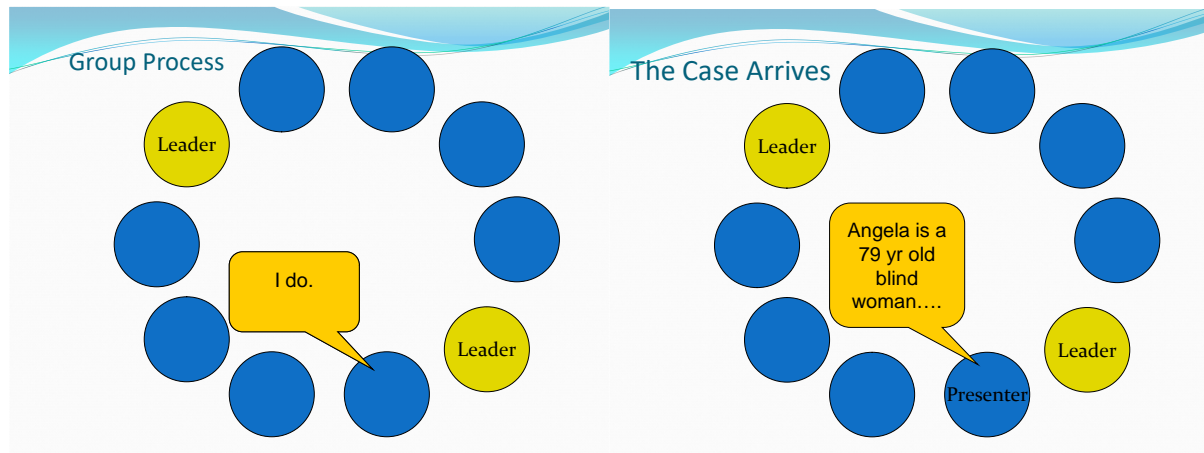 Group Process
Leader
I do.
Leader
The Case Arrives
Leader
Angela is a
79 yr old
blind
woman....
Leader
Presenter